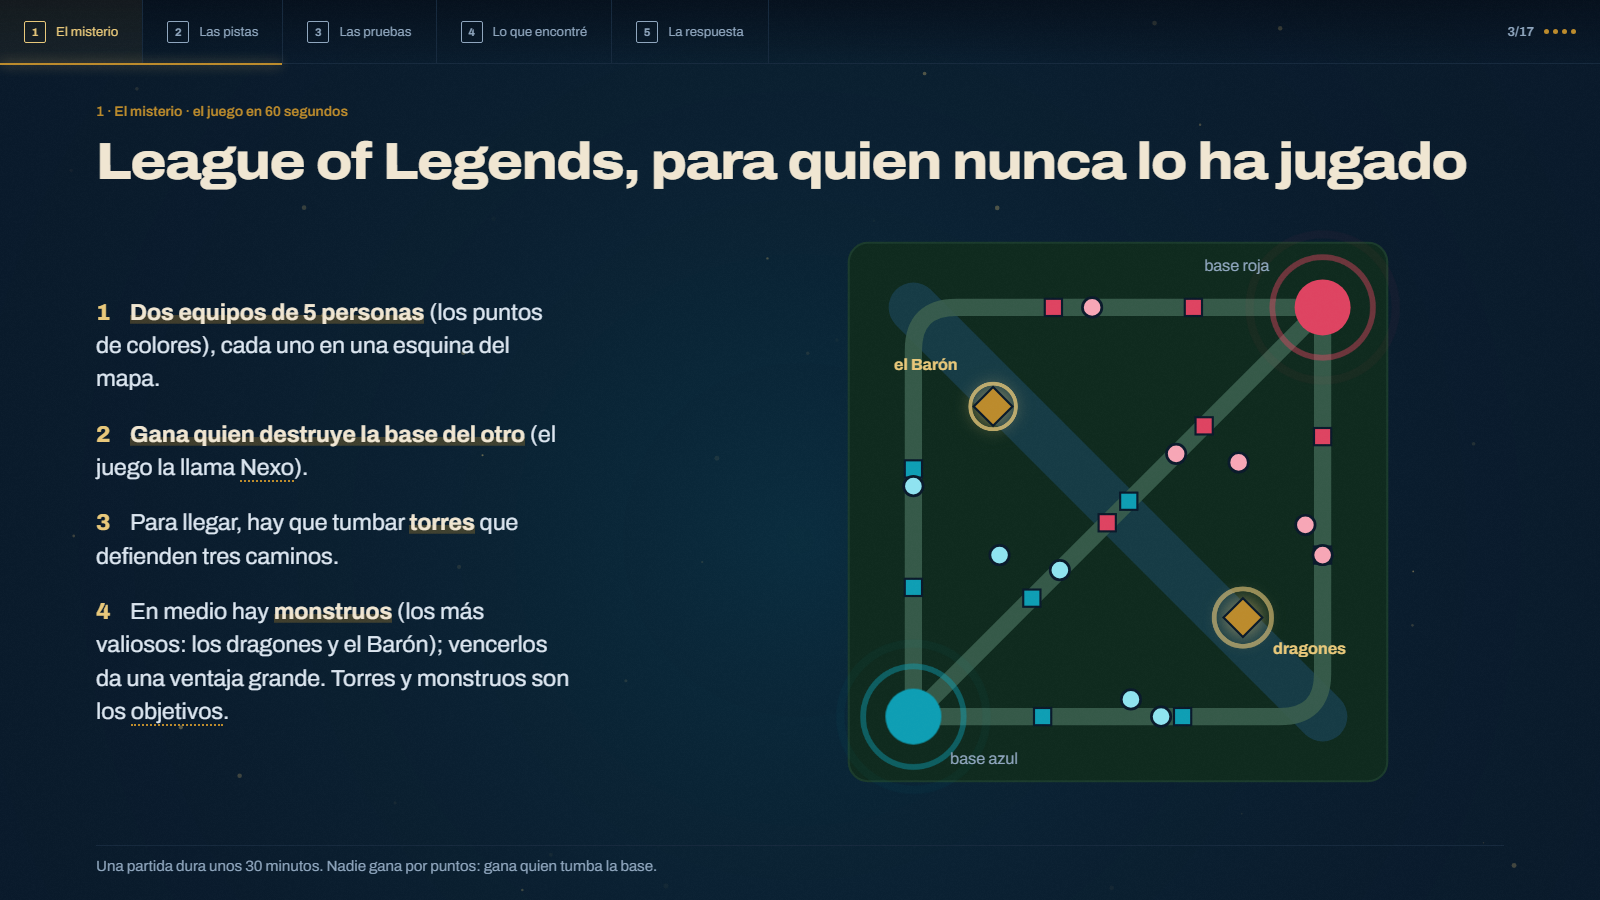 1 El misterio
2 Las pistas
3 Las pruebas
4 Lo que encontré
5 La respuesta
3/17
1 · El misterio · el juego en 60 segundos
League of Legends, para quien nunca lo ha jugado
1 Dos equipos de 5 personas (los puntos
de colores), cada uno en una esquina del
mapa.
2 Gana quien destruye la base del otro (el
juego la llama Nexo).
3 Para llegar, hay que tumbar torres que
defienden tres caminos.
4 En medio hay monstruos (los más
valiosos: los dragones y el Barón); vencerlos
da una ventaja grande. Torres y monstruos son
los objetivos.
base roja
el Barón
dragones
base azul
Una partida dura unos 30 minutos. Nadie gana por puntos: gana quien tumba la base.